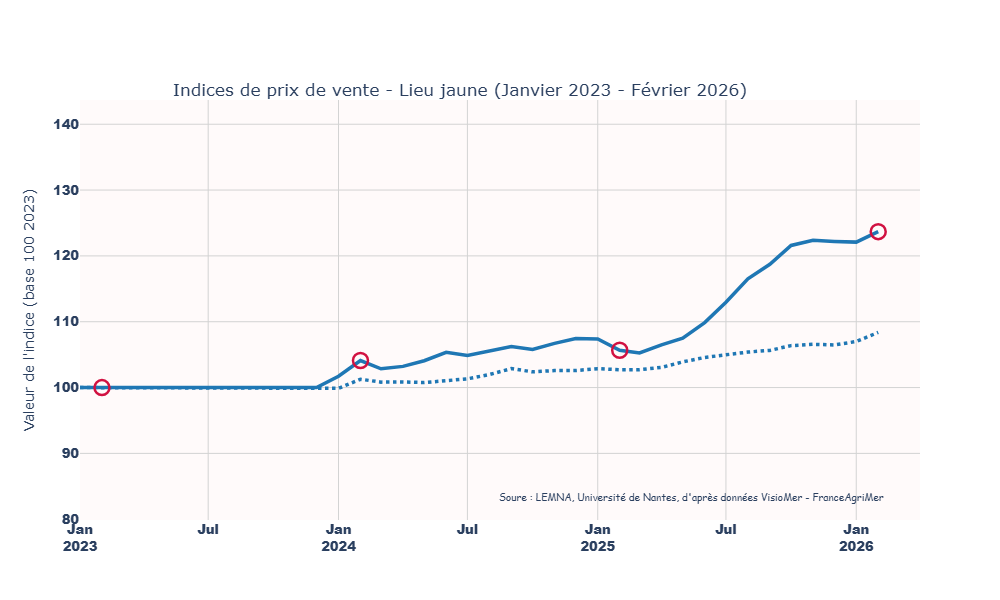 Indices de prix de vente - Lieu jaune (Janvier 2023 - Février 2026)
Valeur de l'indice (base 100 2023)
140
130
120
110
100
90
80
Soure : LEMNA, Université de Nantes, d'après données VisioMer - FranceAgriMer
Jan Jul Jan Jul Jan Jul Jan
2023 2024 2025 2026